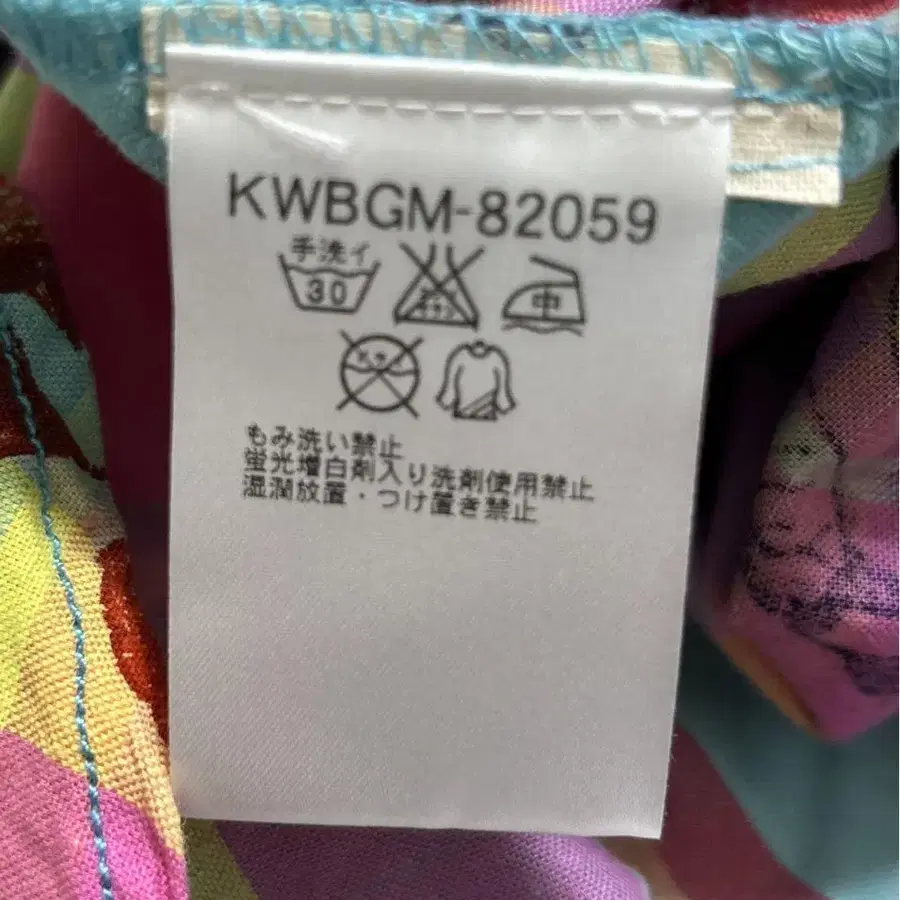 KWBGM-82059
手洗イ
30 中
もみ洗い禁止
蛍光増白剤入り洗剤使用禁止
湿潤放置・つけ置き禁止